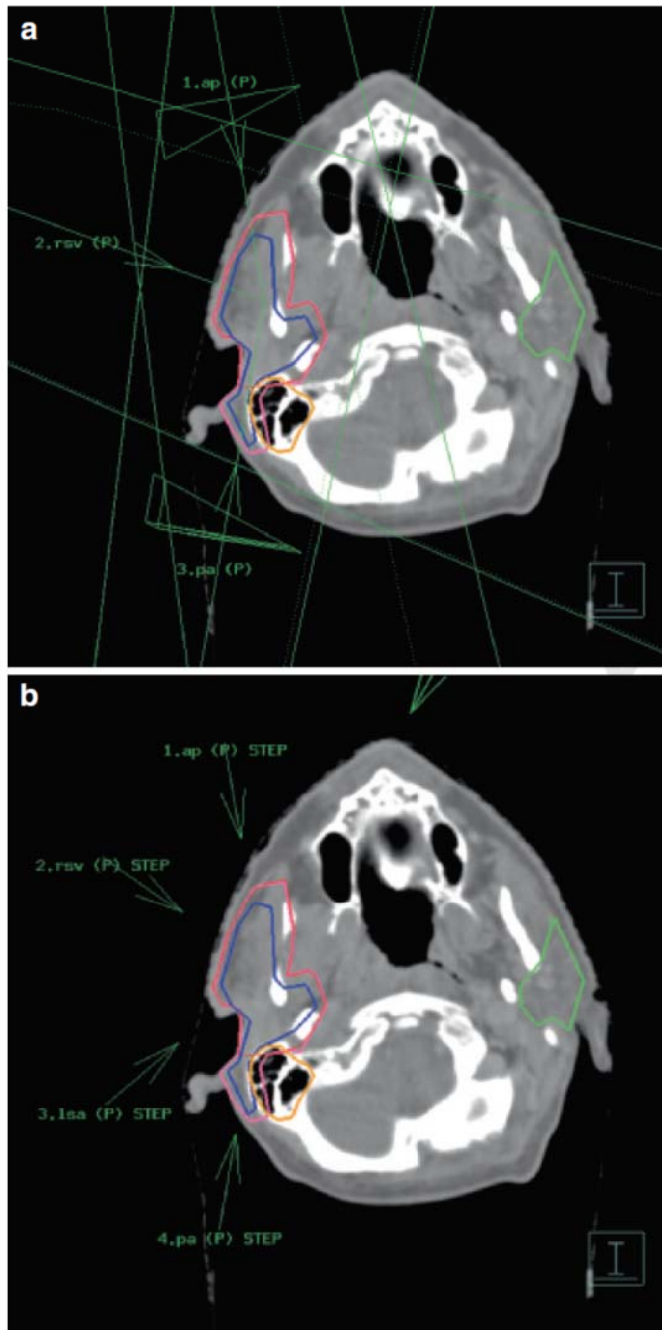 a
1.ap (P)
2.rsv (P)
3.pa (P)
I
b
1.ap (P) STEP
2.rsv (P) STEP
3.lsa (P) STEP
4.pa (P) STEP
I